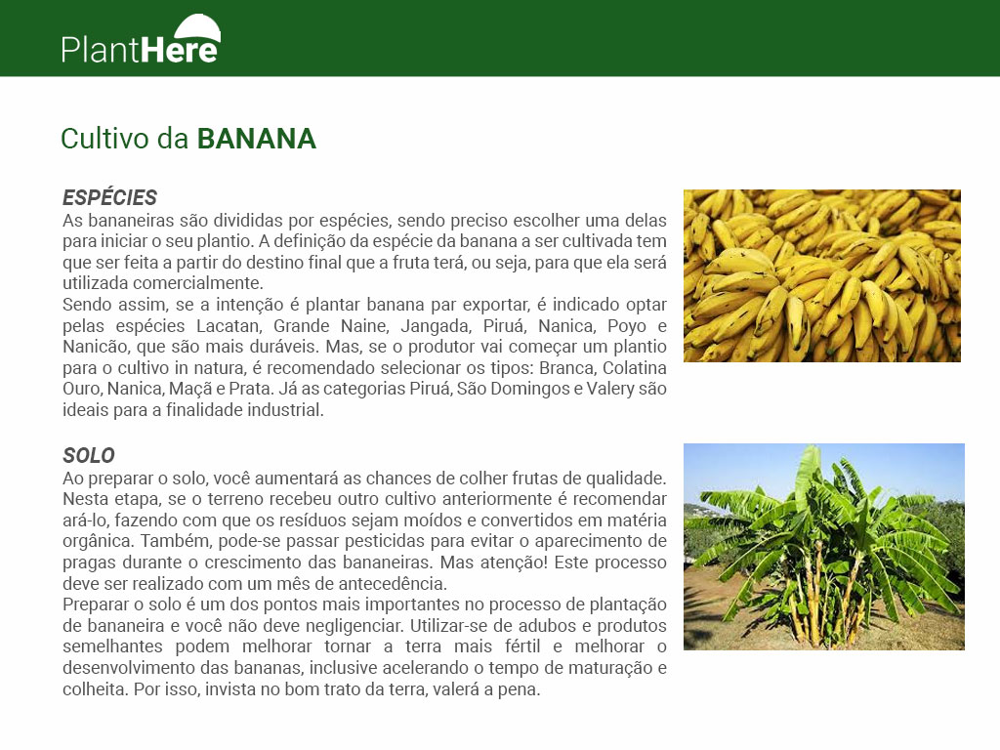 PlantHere
Cultivo da BANANA
ESPÉCIES
As bananeiras são divididas por espécies, sendo preciso escolher uma delas
para iniciar o seu plantio. A definição da espécie da banana a ser cultivada tem
que ser feita a partir do destino final que a fruta terá, ou seja, para que ela será
utilizada comercialmente.
Sendo assim, se a intenção é plantar banana par exportar, é indicado optar
pelas espécies Lacatan, Grande Naine, Jangada, Piruá, Nanica, Poyo e
Nanicão, que são mais duráveis. Mas, se o produtor vai começar um plantio
para o cultivo in natura, é recomendado selecionar os tipos: Branca, Colatina
Ouro, Nanica, Maçã e Prata. Já as categorias Piruá, São Domingos e Valery são
ideais para a finalidade industrial.
SOLO
Ao preparar o solo, você aumentará as chances de colher frutas de qualidade.
Nesta etapa, se o terreno recebeu outro cultivo anteriormente é recomendar
ará-lo, fazendo com que os resíduos sejam moídos e convertidos em matéria
orgânica. Também, pode-se passar pesticidas para evitar o aparecimento de
pragas durante o crescimento das bananeiras. Mas atenção! Este processo
deve ser realizado com um mês de antecedência.
Preparar o solo é um dos pontos mais importantes no processo de plantação
de bananeira e você não deve negligenciar. Utilizar-se de adubos e produtos
semelhantes podem melhorar tornar a terra mais fértil e melhorar o
desenvolvimento das bananas, inclusive acelerando o tempo de maturação e
colheita. Por isso, invista no bom trato da terra, valerá a pena.